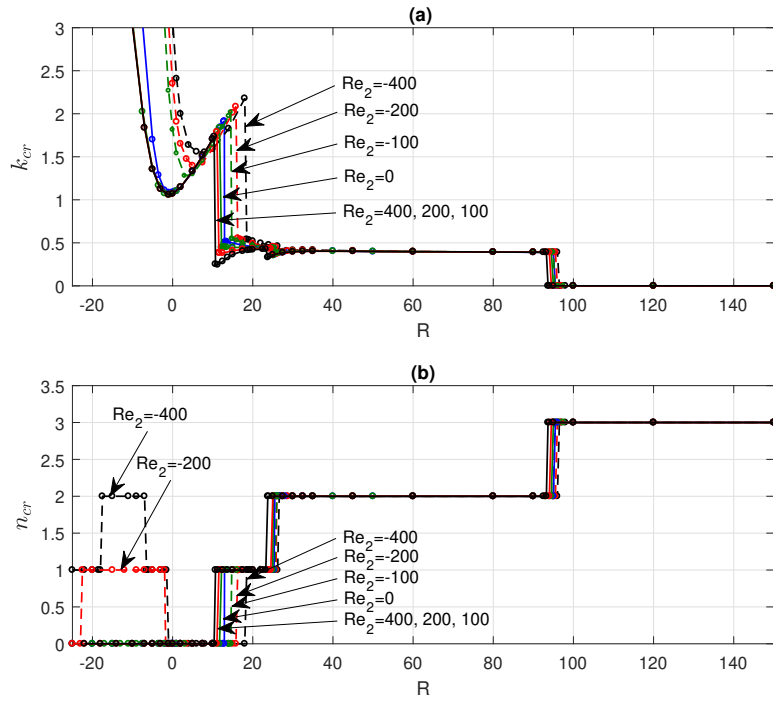 (a)
3
2.5
2
1.5
1
0.5
0
k_cr
Re_2=-400
Re_2=-200
Re_2=-100
Re_2=0
Re_2=400, 200, 100
-20 0 20 40 60 80 100 120 140
R
(b)
3.5
3
2.5
2
1.5
1
0.5
0
n_cr
Re_2=-400
Re_2=-200
Re_2=-400
Re_2=-200
Re_2=-100
Re_2=0
Re_2=400, 200, 100
-20 0 20 40 60 80 100 120 140
R